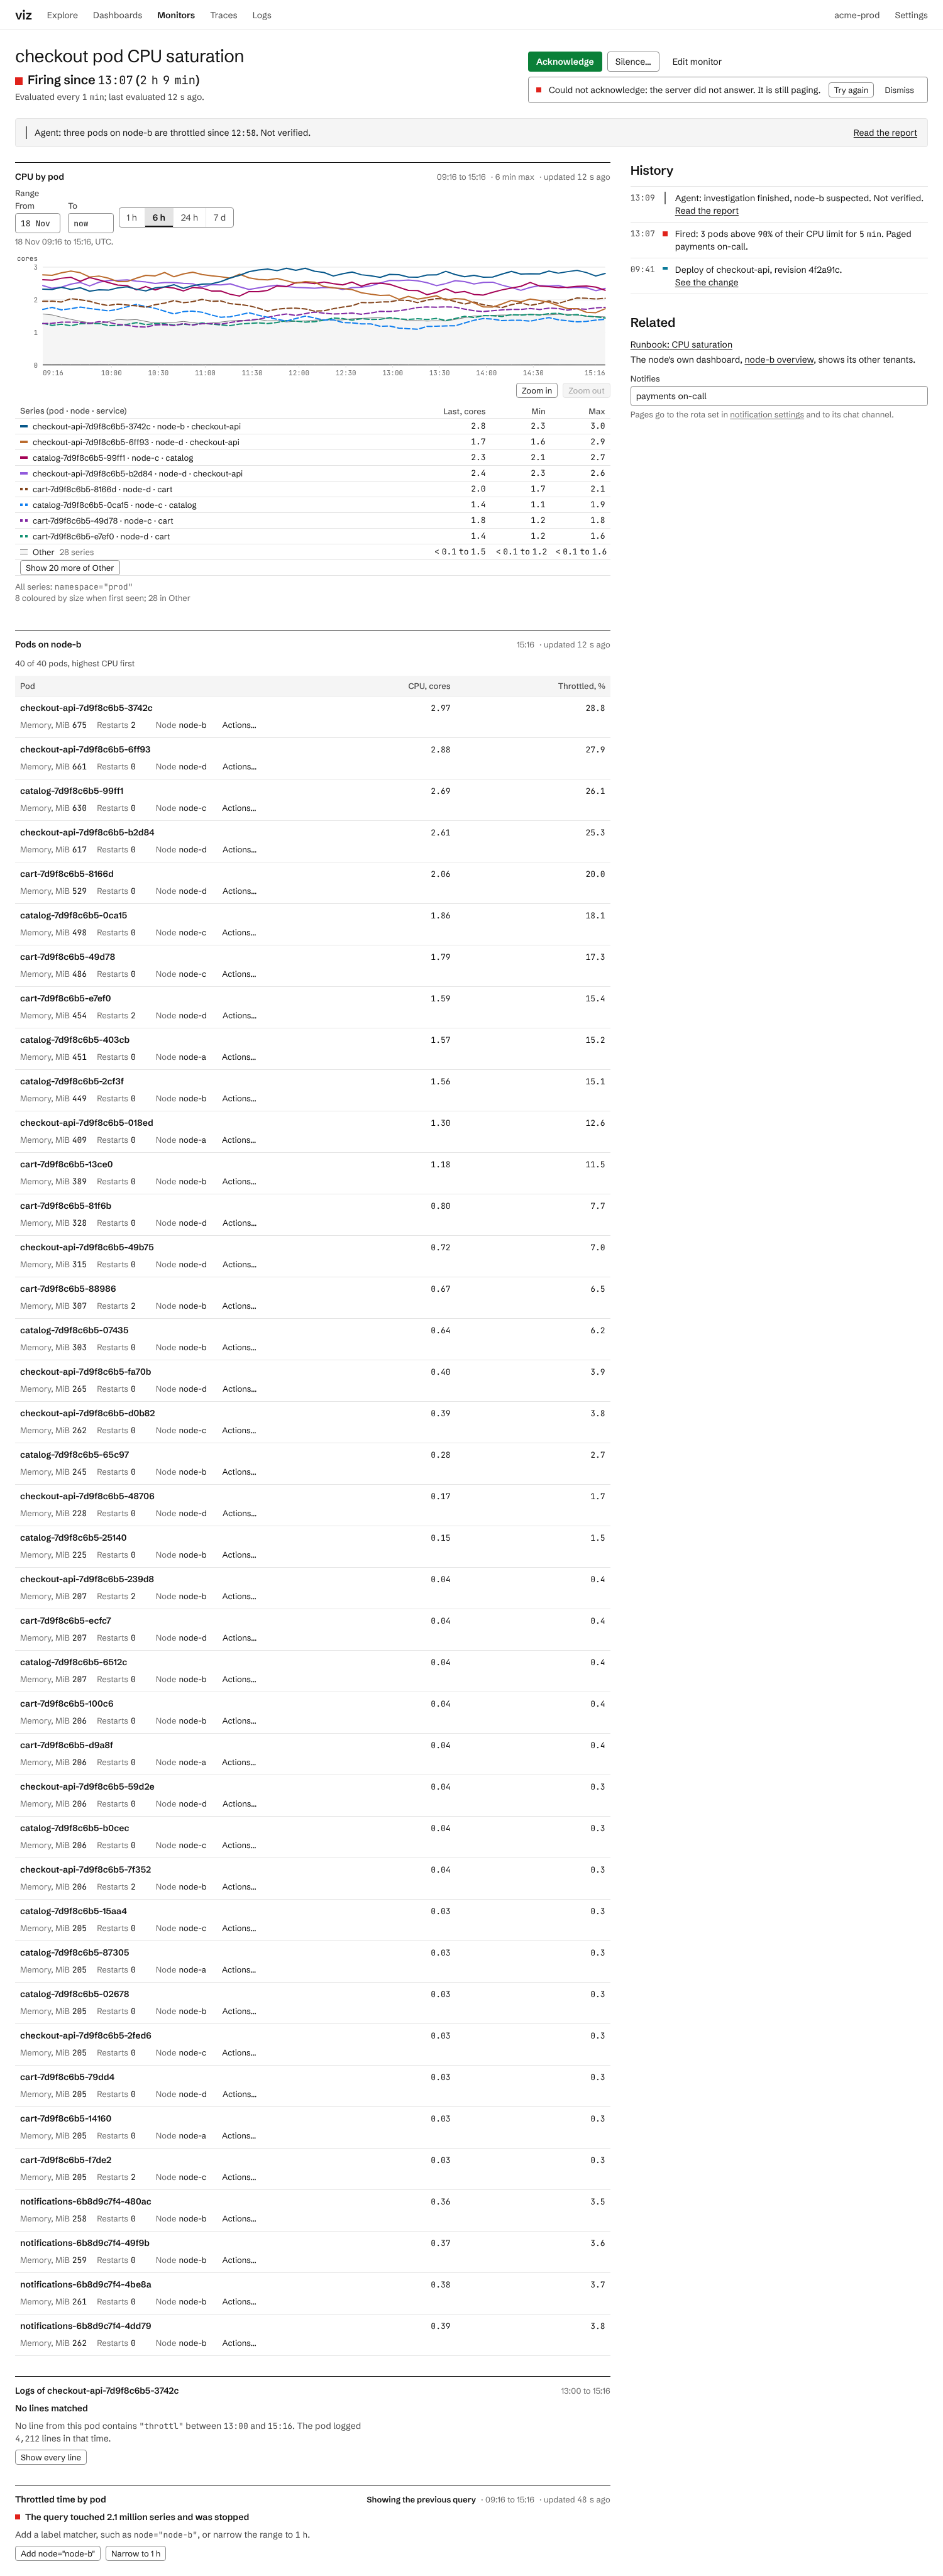 viz Explore Dashboards Monitors Traces Logs acme-prod Settings
checkout pod CPU saturation
Firing since 13:07 (2 h 9 min)
Evaluated every 1 min; last evaluated 12 s ago.
Acknowledge Silence… Edit monitor
Could not acknowledge: the server did not answer. It is still paging. Try again Dismiss
Agent: three pods on node-b are throttled since 12:58. Not verified. Read the report
CPU by pod 09:16 to 15:16 · 6 min max · updated 12 s ago
Range
From To
18 Nov now 1 h 6 h 24 h 7 d
18 Nov 09:16 to 15:16, UTC.
cores
3
2
1
0
09:16 10:00 10:30 11:00 11:30 12:00 12:30 13:00 13:30 14:00 14:30 15:16
Zoom in Zoom out
Series (pod · node · service) Last, cores Min Max
checkout-api-7d9f8c6b5-3742c · node-b · checkout-api 2.8 2.3 3.0
checkout-api-7d9f8c6b5-6ff93 · node-d · checkout-api 1.7 1.6 2.9
catalog-7d9f8c6b5-99ff1 · node-c · catalog 2.3 2.1 2.7
checkout-api-7d9f8c6b5-b2d84 · node-d · checkout-api 2.4 2.3 2.6
cart-7d9f8c6b5-8166d · node-d · cart 2.0 1.7 2.1
catalog-7d9f8c6b5-0ca15 · node-c · catalog 1.4 1.1 1.9
cart-7d9f8c6b5-49d78 · node-c · cart 1.8 1.2 1.8
cart-7d9f8c6b5-e7ef0 · node-d · cart 1.4 1.2 1.6
Other 28 series < 0.1 to 1.5 < 0.1 to 1.2 < 0.1 to 1.6
Show 20 more of Other
All series: namespace="prod"
8 coloured by size when first seen; 28 in Other
History
13:09 Agent: investigation finished, node-b suspected. Not verified.
Read the report
13:07 Fired: 3 pods above 90% of their CPU limit for 5 min. Paged
payments on-call.
09:41 Deploy of checkout-api, revision 4f2a91c.
See the change
Related
Runbook: CPU saturation
The node's own dashboard, node-b overview, shows its other tenants.
Notifies
payments on-call
Pages go to the rota set in notification settings and to its chat channel.
Pods on node-b 15:16 · updated 12 s ago
40 of 40 pods, highest CPU first
Pod CPU, cores Throttled, %
checkout-api-7d9f8c6b5-3742c 2.97 28.8
Memory, MiB 675 Restarts 2 Node node-b Actions…
checkout-api-7d9f8c6b5-6ff93 2.88 27.9
Memory, MiB 661 Restarts 0 Node node-d Actions…
catalog-7d9f8c6b5-99ff1 2.69 26.1
Memory, MiB 630 Restarts 0 Node node-c Actions…
checkout-api-7d9f8c6b5-b2d84 2.61 25.3
Memory, MiB 617 Restarts 0 Node node-d Actions…
cart-7d9f8c6b5-8166d 2.06 20.0
Memory, MiB 529 Restarts 0 Node node-d Actions…
catalog-7d9f8c6b5-0ca15 1.86 18.1
Memory, MiB 498 Restarts 0 Node node-c Actions…
cart-7d9f8c6b5-49d78 1.79 17.3
Memory, MiB 486 Restarts 0 Node node-c Actions…
cart-7d9f8c6b5-e7ef0 1.59 15.4
Memory, MiB 454 Restarts 2 Node node-d Actions…
catalog-7d9f8c6b5-403cb 1.57 15.2
Memory, MiB 451 Restarts 0 Node node-a Actions…
catalog-7d9f8c6b5-2cf3f 1.56 15.1
Memory, MiB 449 Restarts 0 Node node-b Actions…
checkout-api-7d9f8c6b5-018ed 1.30 12.6
Memory, MiB 409 Restarts 0 Node node-a Actions…
cart-7d9f8c6b5-13ce0 1.18 11.5
Memory, MiB 389 Restarts 0 Node node-b Actions…
cart-7d9f8c6b5-81f6b 0.80 7.7
Memory, MiB 328 Restarts 0 Node node-d Actions…
checkout-api-7d9f8c6b5-49b75 0.72 7.0
Memory, MiB 315 Restarts 0 Node node-d Actions…
cart-7d9f8c6b5-88986 0.67 6.5
Memory, MiB 307 Restarts 2 Node node-b Actions…
catalog-7d9f8c6b5-07435 0.64 6.2
Memory, MiB 303 Restarts 0 Node node-b Actions…
checkout-api-7d9f8c6b5-fa70b 0.40 3.9
Memory, MiB 265 Restarts 0 Node node-d Actions…
checkout-api-7d9f8c6b5-d0b82 0.39 3.8
Memory, MiB 262 Restarts 0 Node node-c Actions…
catalog-7d9f8c6b5-65c97 0.28 2.7
Memory, MiB 245 Restarts 0 Node node-b Actions…
checkout-api-7d9f8c6b5-48706 0.17 1.7
Memory, MiB 228 Restarts 0 Node node-d Actions…
catalog-7d9f8c6b5-25140 0.15 1.5
Memory, MiB 225 Restarts 0 Node node-b Actions…
checkout-api-7d9f8c6b5-239d8 0.04 0.4
Memory, MiB 207 Restarts 2 Node node-b Actions…
cart-7d9f8c6b5-ecfc7 0.04 0.4
Memory, MiB 207 Restarts 0 Node node-d Actions…
catalog-7d9f8c6b5-6512c 0.04 0.4
Memory, MiB 207 Restarts 0 Node node-b Actions…
cart-7d9f8c6b5-100c6 0.04 0.4
Memory, MiB 206 Restarts 0 Node node-b Actions…
cart-7d9f8c6b5-d9a8f 0.04 0.4
Memory, MiB 206 Restarts 0 Node node-a Actions…
checkout-api-7d9f8c6b5-59d2e 0.04 0.3
Memory, MiB 206 Restarts 0 Node node-d Actions…
catalog-7d9f8c6b5-b0cec 0.04 0.3
Memory, MiB 206 Restarts 0 Node node-c Actions…
checkout-api-7d9f8c6b5-7f352 0.04 0.3
Memory, MiB 206 Restarts 2 Node node-b Actions…
catalog-7d9f8c6b5-15aa4 0.03 0.3
Memory, MiB 205 Restarts 0 Node node-c Actions…
catalog-7d9f8c6b5-87305 0.03 0.3
Memory, MiB 205 Restarts 0 Node node-a Actions…
catalog-7d9f8c6b5-02678 0.03 0.3
Memory, MiB 205 Restarts 0 Node node-b Actions…
checkout-api-7d9f8c6b5-2fed6 0.03 0.3
Memory, MiB 205 Restarts 0 Node node-c Actions…
cart-7d9f8c6b5-79dd4 0.03 0.3
Memory, MiB 205 Restarts 0 Node node-d Actions…
cart-7d9f8c6b5-14160 0.03 0.3
Memory, MiB 205 Restarts 0 Node node-a Actions…
cart-7d9f8c6b5-f7de2 0.03 0.3
Memory, MiB 205 Restarts 2 Node node-c Actions…
notifications-6b8d9c7f4-480ac 0.36 3.5
Memory, MiB 258 Restarts 0 Node node-b Actions…
notifications-6b8d9c7f4-49f9b 0.37 3.6
Memory, MiB 259 Restarts 0 Node node-b Actions…
notifications-6b8d9c7f4-4be8a 0.38 3.7
Memory, MiB 261 Restarts 0 Node node-b Actions…
notifications-6b8d9c7f4-4dd79 0.39 3.8
Memory, MiB 262 Restarts 0 Node node-b Actions…
Logs of checkout-api-7d9f8c6b5-3742c 13:00 to 15:16
No lines matched
No line from this pod contains "throttl" between 13:00 and 15:16. The pod logged
4,212 lines in that time.
Show every line
Throttled time by pod Showing the previous query · 09:16 to 15:16 · updated 48 s ago
The query touched 2.1 million series and was stopped
Add a label matcher, such as node="node-b", or narrow the range to 1 h.
Add node="node-b" Narrow to 1 h